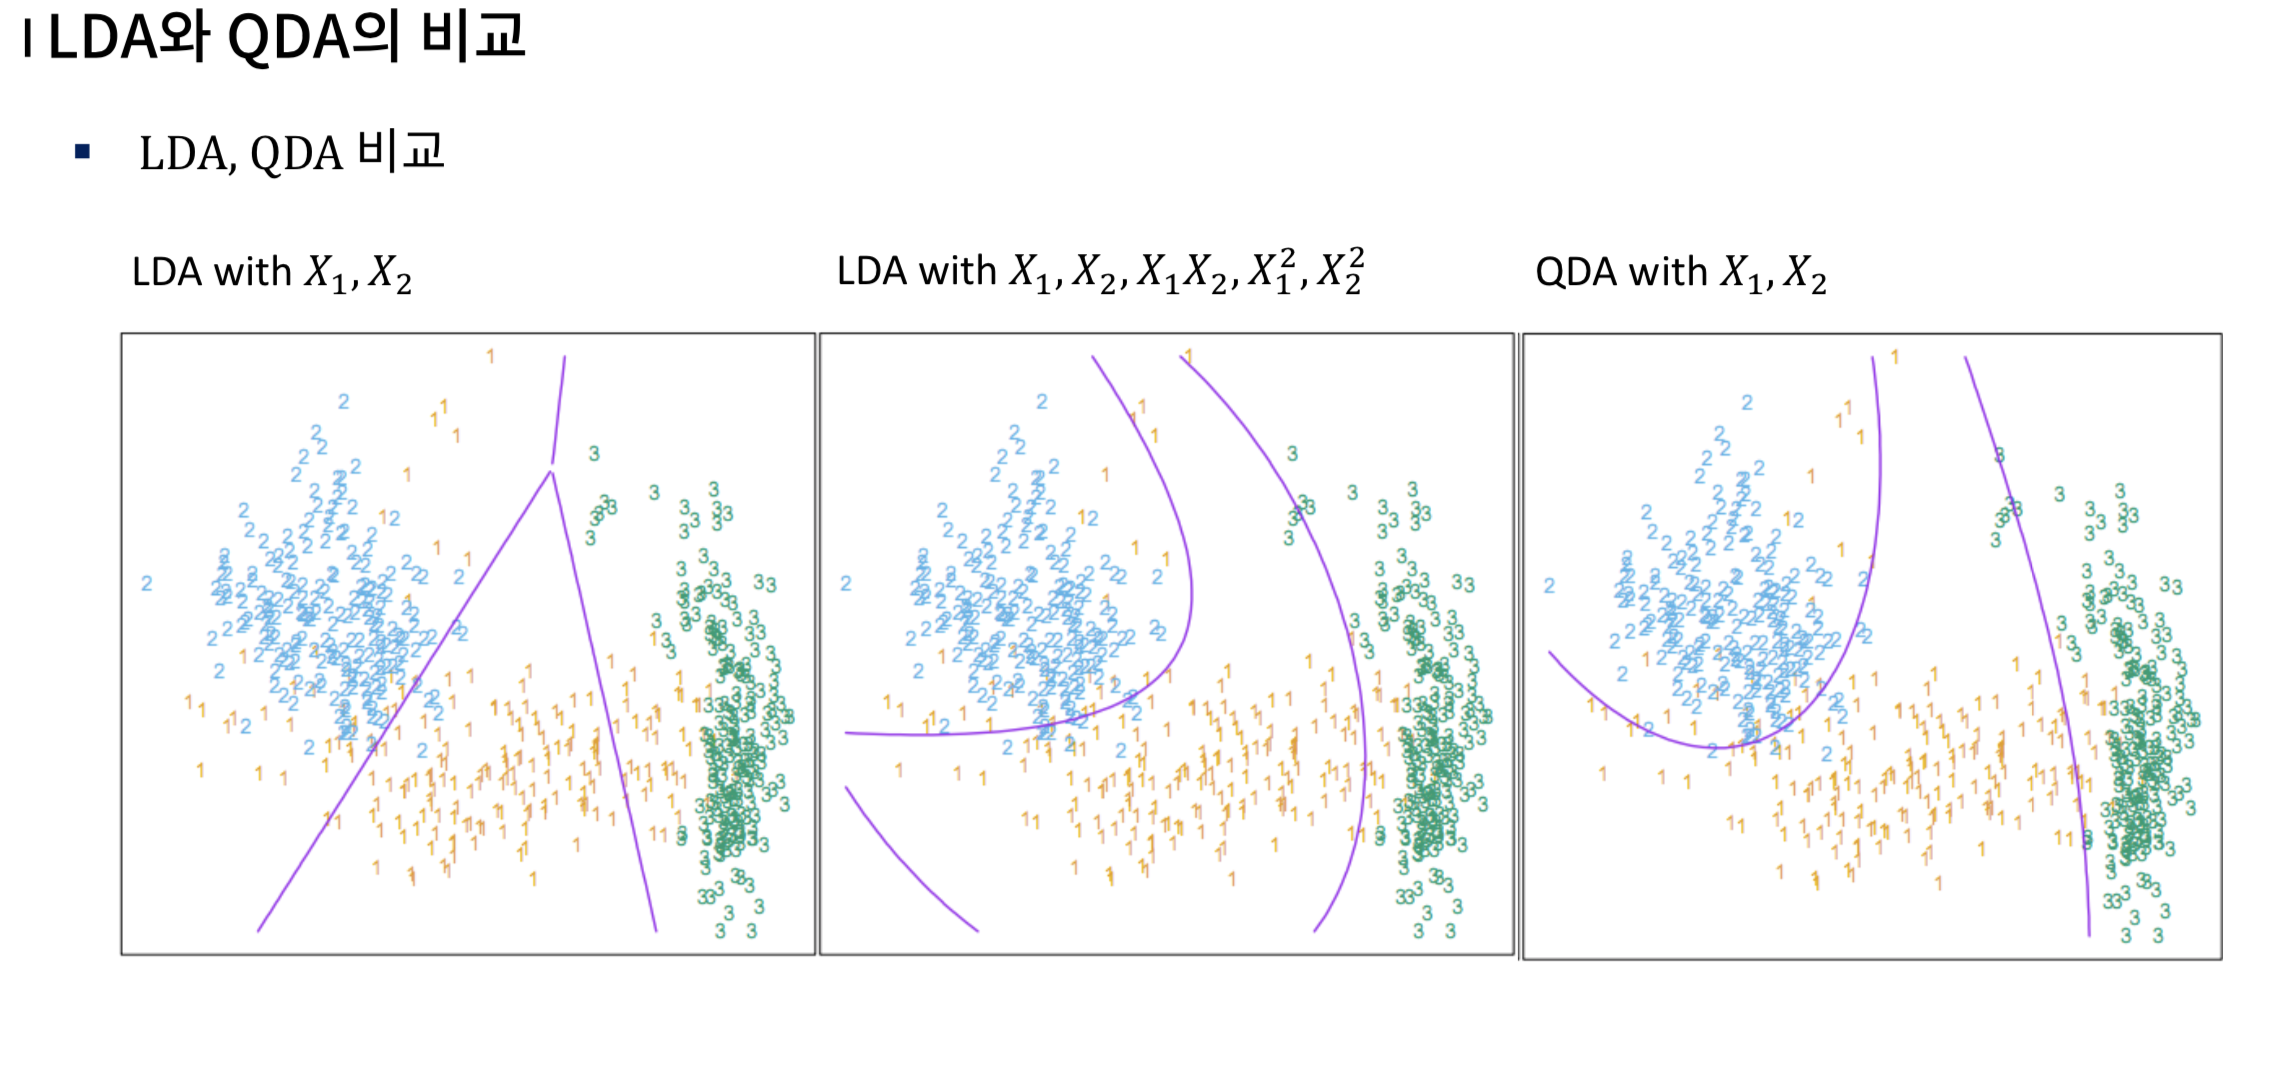 | LDA와 QDA의 비교
▪ LDA, QDA 비교
LDA with X₁, X₂
LDA with X₁, X₂, X₁X₂, X₁², X₂²
QDA with X₁, X₂